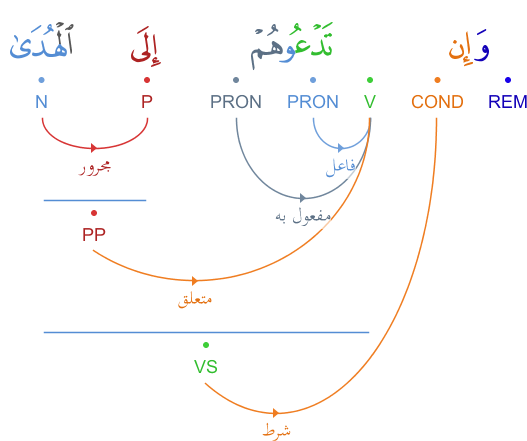 وَإِن تَدْعُوهُمْ إِلَى ٱلْهُدَىٰ
REM COND V PRON PRON P N
مجرور
فاعل
مفعول به
PP
متعلق
VS
شرط